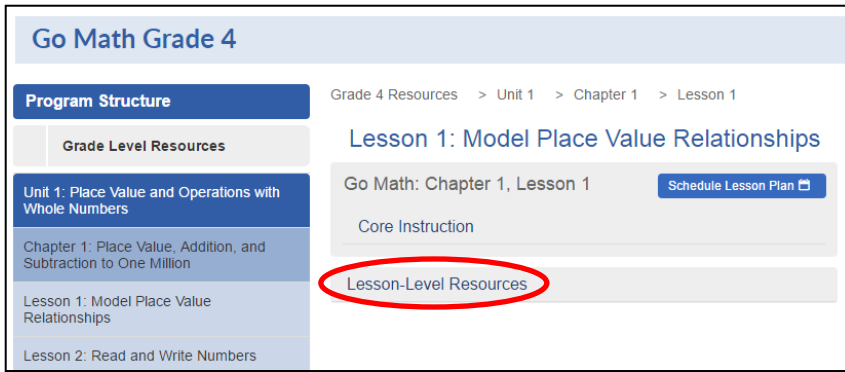 Go Math Grade 4
Program Structure
Grade Level Resources
Unit 1: Place Value and Operations with
Whole Numbers
Chapter 1: Place Value, Addition, and
Subtraction to One Million
Lesson 1: Model Place Value
Relationships
Lesson 2: Read and Write Numbers
Grade 4 Resources > Unit 1 > Chapter 1 > Lesson 1
Lesson 1: Model Place Value Relationships
Go Math: Chapter 1, Lesson 1 Schedule Lesson Plan
Core Instruction
Lesson-Level Resources